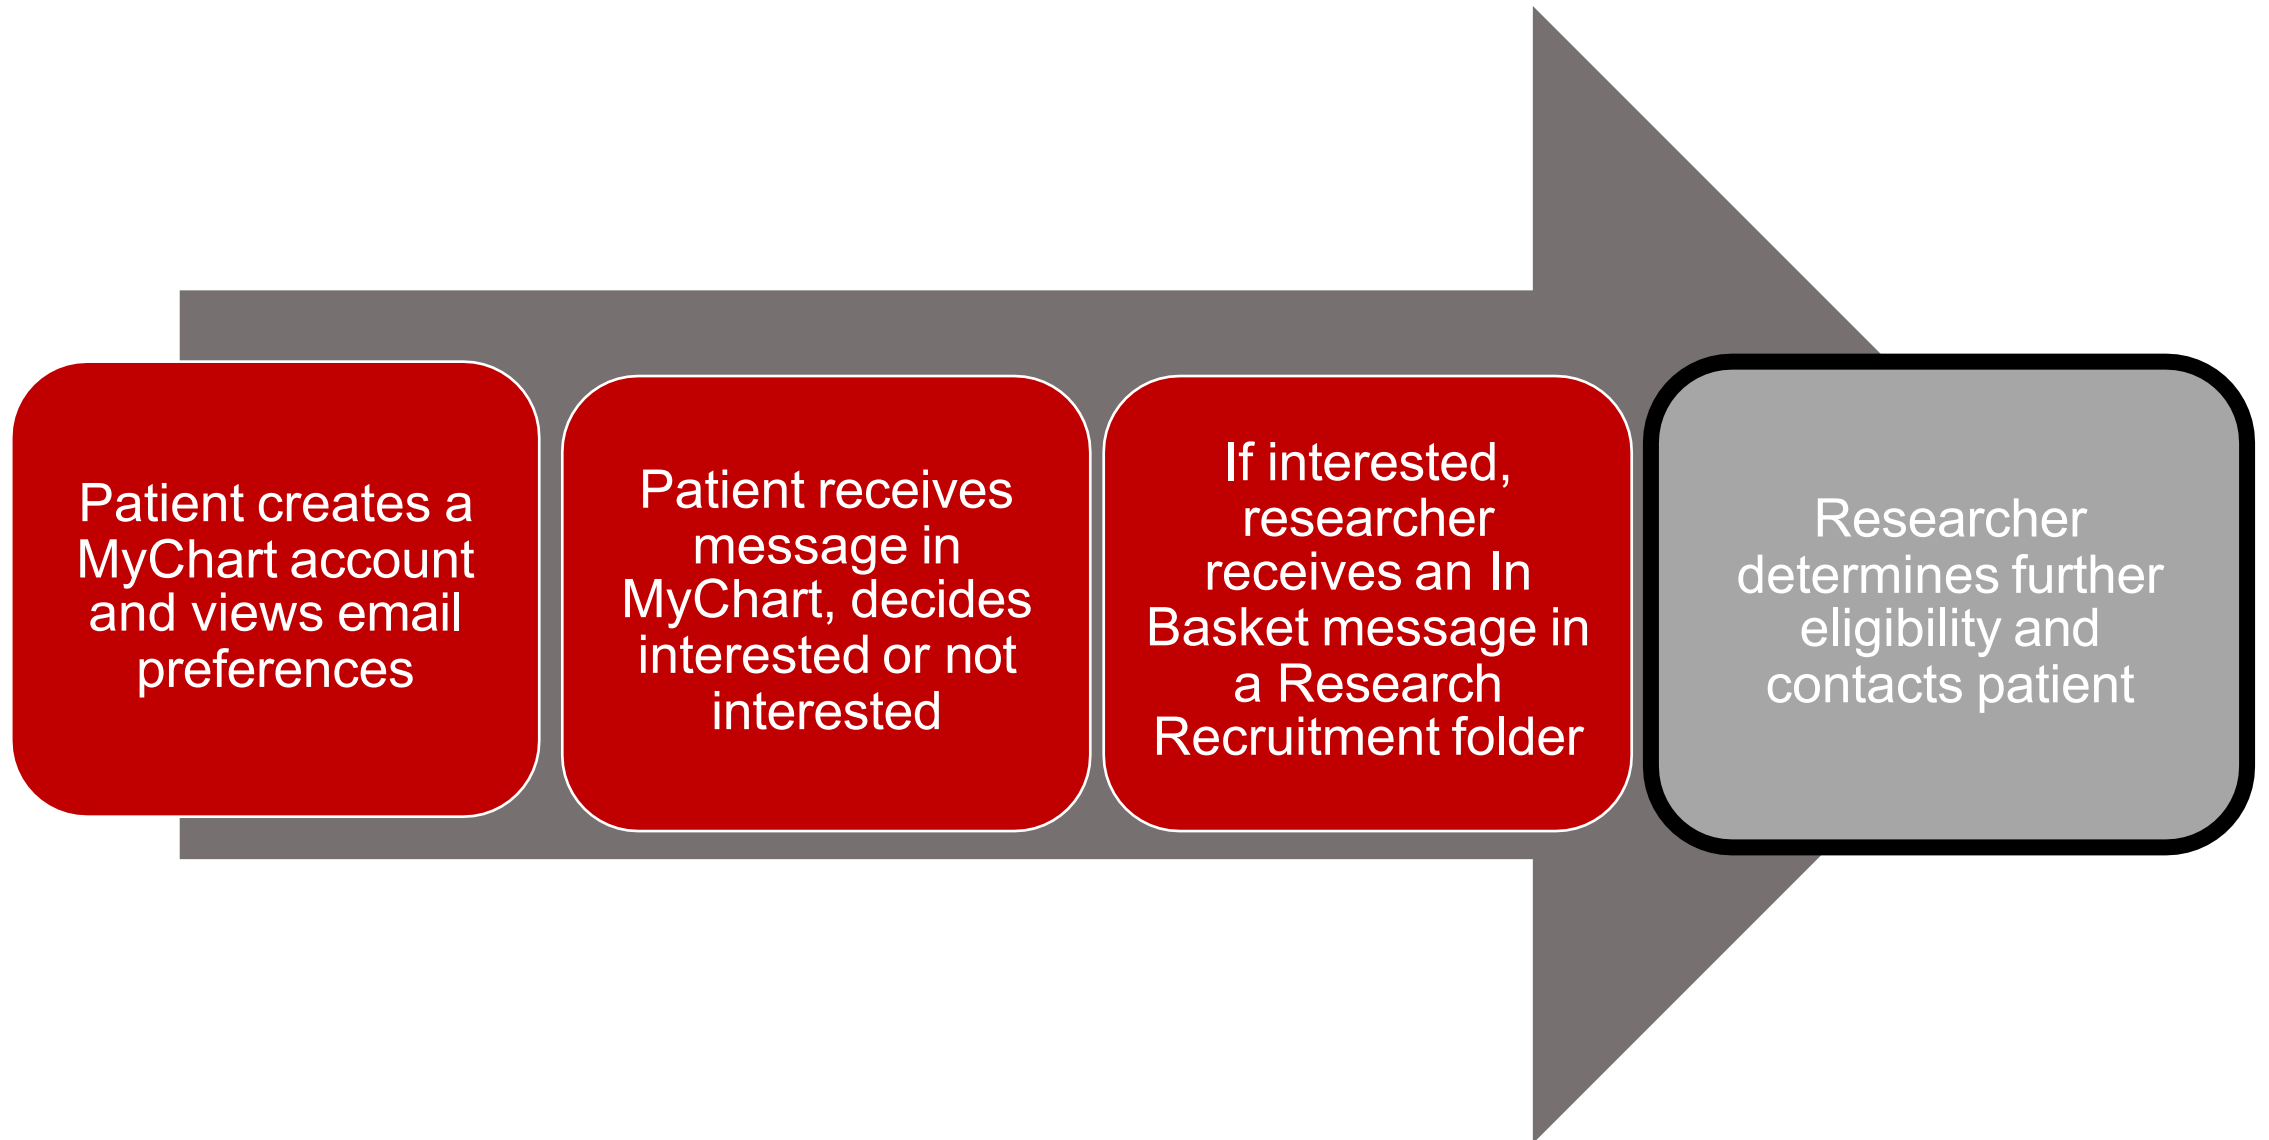 Patient creates a
MyChart account
and views email
preferences
Patient receives
message in
MyChart, decides
interested or not
interested
If interested,
researcher
receives an In
Basket message in
a Research
Recruitment folder
Researcher
determines further
eligibility and
contacts patient